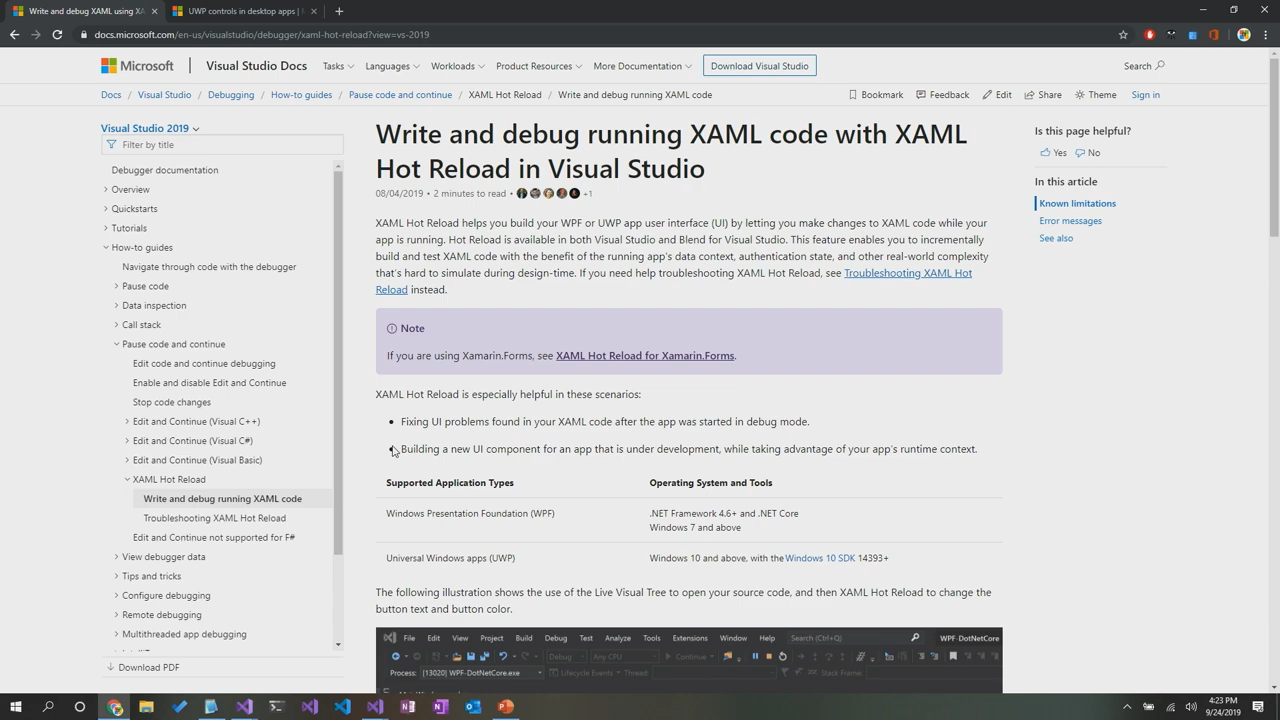 Write and debug running XAML using XA
UWP controls in desktop apps | M
docs.microsoft.com/en-us/visualstudio/debugger/xaml-hot-reload?view=vs-2019
Microsoft
Visual Studio Docs
Tasks
Languages
Workloads
Product Resources
More Documentation
Download Visual Studio
Search
Docs / Visual Studio / Debugging / How-to guides / Pause code and continue / XAML Hot Reload / Write and debug running XAML code
Bookmark
Feedback
Edit
Share
Theme
Sign in
Visual Studio 2019
Filter by title
Debugger documentation
Overview
Quickstarts
Tutorials
How-to guides
Navigate through code with the debugger
Pause code
Data inspection
Call stack
Pause code and continue
Edit code and continue debugging
Enable and disable Edit and Continue
Stop code changes
Edit and Continue (Visual C++)
Edit and Continue (Visual C#)
Edit and Continue (Visual Basic)
XAML Hot Reload
Write and debug running XAML code
Troubleshooting XAML Hot Reload
Edit and Continue not supported for F#
View debugger data
Tips and tricks
Configure debugging
Remote debugging
Multithreaded app debugging
Download PDF
Write and debug running XAML code with XAML
Hot Reload in Visual Studio
08/04/2019 • 2 minutes to read • +1
XAML Hot Reload helps you build your WPF or UWP app user interface (UI) by letting you make changes to XAML code while your
app is running. Hot Reload is available in both Visual Studio and Blend for Visual Studio. This feature enables you to incrementally
build and test XAML code with the benefit of the running app's data context, authentication state, and other real-world complexity
that's hard to simulate during design-time. If you need help troubleshooting XAML Hot Reload, see Troubleshooting XAML Hot
Reload instead.
Note
If you are using Xamarin.Forms, see XAML Hot Reload for Xamarin.Forms.
XAML Hot Reload is especially helpful in these scenarios:
• Fixing UI problems found in your XAML code after the app was started in debug mode.
• Building a new UI component for an app that is under development, while taking advantage of your app's runtime context.
Supported Application Types
Operating System and Tools
Windows Presentation Foundation (WPF)
.NET Framework 4.6+ and .NET Core
Windows 7 and above
Universal Windows apps (UWP)
Windows 10 and above, with the Windows 10 SDK 14393+
The following illustration shows the use of the Live Visual Tree to open your source code, and then XAML Hot Reload to change the
button text and button color.
File Edit View Project Build Debug Test Analyze Tools Extensions Window Help Search (Ctrl+Q) WPF-DotNetCore
Debug Any CPU Continue
Process: [13020] WPF-DotNetCore.exe Lifecycle Events Thread: Stack Frame:
Is this page helpful?
Yes No
In this article
Known limitations
Error messages
See also
4:23 PM
9/24/2019